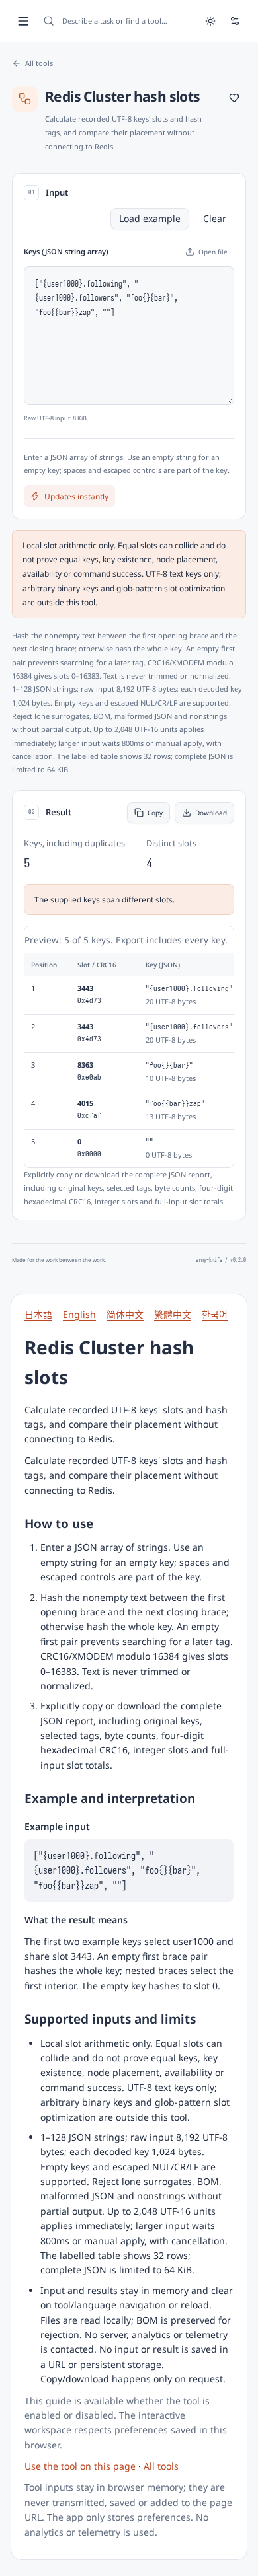 Describe a task or find a tool...
All tools
Redis Cluster hash slots
Calculate recorded UTF-8 keys' slots and hash
tags, and compare their placement without
connecting to Redis.
01 Input
Load example Clear
Keys (JSON string array) Open file
["{user1000}.following", "
{user1000}.followers", "foo{}{bar}",
"foo{{bar}}zap", ""]
Raw UTF-8 input: 8 KiB.
Enter a JSON array of strings. Use an empty string for an
empty key; spaces and escaped controls are part of the key.
Updates instantly
Local slot arithmetic only. Equal slots can collide and do
not prove equal keys, key existence, node placement,
availability or command success. UTF-8 text keys only;
arbitrary binary keys and glob-pattern slot optimization
are outside this tool.
Hash the nonempty text between the first opening brace and the
next closing brace; otherwise hash the whole key. An empty first
pair prevents searching for a later tag. CRC16/XMODEM modulo
16384 gives slots 0–16383. Text is never trimmed or normalized.
1–128 JSON strings; raw input 8,192 UTF-8 bytes; each decoded key
1,024 bytes. Empty keys and escaped NUL/CR/LF are supported.
Reject lone surrogates, BOM, malformed JSON and nonstrings
without partial output. Up to 2,048 UTF-16 units applies
immediately; larger input waits 800ms or manual apply, with
cancellation. The labelled table shows 32 rows; complete JSON is
limited to 64 KiB.
02 Result Copy Download
Keys, including duplicates Distinct slots
5 4
The supplied keys span different slots.
Preview: 5 of 5 keys. Export includes every key.
Position Slot / CRC16 Key (JSON)
1 3443 "{user1000}.following"
0x4d73 20 UTF-8 bytes
2 3443 "{user1000}.followers"
0x4d73 20 UTF-8 bytes
3 8363 "foo{}{bar}"
0xe0ab 10 UTF-8 bytes
4 4015 "foo{{bar}}zap"
0xcfaf 13 UTF-8 bytes
5 0 ""
0x0000 0 UTF-8 bytes
Explicitly copy or download the complete JSON report,
including original keys, selected tags, byte counts, four-digit
hexadecimal CRC16, integer slots and full-input slot totals.
Made for the work between the work. army-knife / v0.2.0
日本語 English 简体中文 繁體中文 한국어
Redis Cluster hash
slots
Calculate recorded UTF-8 keys' slots and hash
tags, and compare their placement without
connecting to Redis.
Calculate recorded UTF-8 keys' slots and hash
tags, and compare their placement without
connecting to Redis.
How to use
1. Enter a JSON array of strings. Use an
empty string for an empty key; spaces and
escaped controls are part of the key.
2. Hash the nonempty text between the first
opening brace and the next closing brace;
otherwise hash the whole key. An empty
first pair prevents searching for a later tag.
CRC16/XMODEM modulo 16384 gives slots
0–16383. Text is never trimmed or
normalized.
3. Explicitly copy or download the complete
JSON report, including original keys,
selected tags, byte counts, four-digit
hexadecimal CRC16, integer slots and full-
input slot totals.
Example and interpretation
Example input
["{user1000}.following", "
{user1000}.followers", "foo{}{bar}",
"foo{{bar}}zap", ""]
What the result means
The first two example keys select user1000 and
share slot 3443. An empty first brace pair
hashes the whole key; nested braces select the
first interior. The empty key hashes to slot 0.
Supported inputs and limits
• Local slot arithmetic only. Equal slots can
collide and do not prove equal keys, key
existence, node placement, availability or
command success. UTF-8 text keys only;
arbitrary binary keys and glob-pattern slot
optimization are outside this tool.
• 1–128 JSON strings; raw input 8,192 UTF-8
bytes; each decoded key 1,024 bytes.
Empty keys and escaped NUL/CR/LF are
supported. Reject lone surrogates, BOM,
malformed JSON and nonstrings without
partial output. Up to 2,048 UTF-16 units
applies immediately; larger input waits
800ms or manual apply, with cancellation.
The labelled table shows 32 rows;
complete JSON is limited to 64 KiB.
• Input and results stay in memory and clear
on tool/language navigation or reload.
Files are read locally; BOM is preserved for
rejection. No server, analytics or telemetry
is contacted. No input or result is saved in
a URL or persistent storage.
Copy/download happens only on request.
This guide is available whether the tool is
enabled or disabled. The interactive
workspace respects preferences saved in this
browser.
Use the tool on this page · All tools
Tool inputs stay in browser memory; they are
never transmitted, saved or added to the page
URL. The app only stores preferences. No
analytics or telemetry is used.